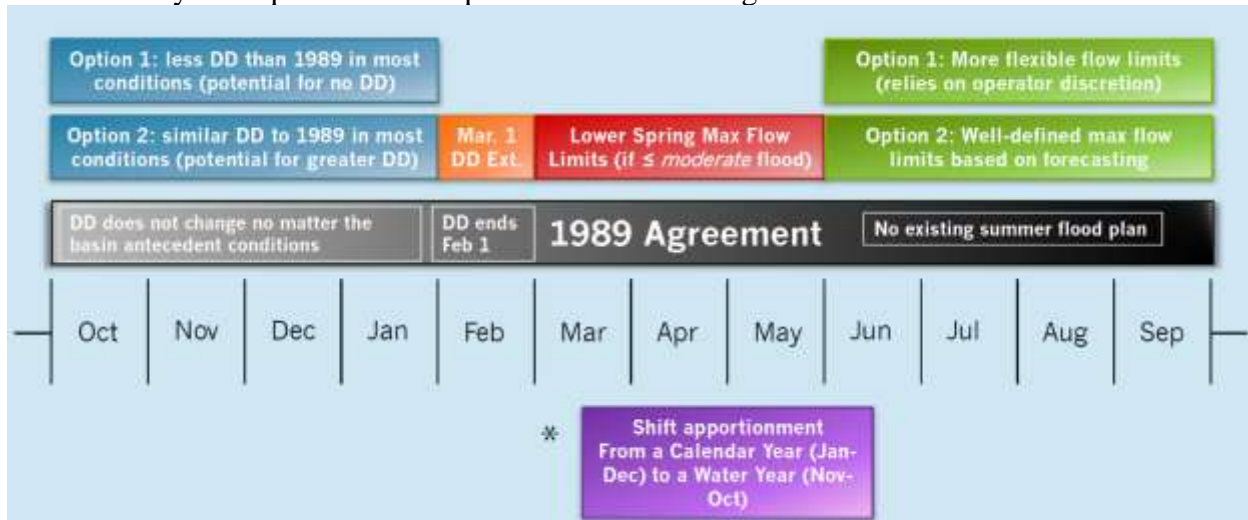 Option 1: less DD than 1989 in most
conditions (potential for no DD)
Option 1: More flexible flow limits
(relies on operator discretion)
Option 2: similar DD to 1989 in most
conditions (potential for greater DD)
Mar. 1
DD Ext.
Lower Spring Max Flow
Limits (if ≤ moderate flood)
Option 2: Well-defined max flow
limits based on forecasting
DD does not change no matter the
basin antecedent conditions
DD ends
Feb 1
1989 Agreement
No existing summer flood plan
Oct Nov Dec Jan Feb Mar Apr May Jun Jul Aug Sep
*
Shift apportionment
From a Calendar Year (Jan-
Dec) to a Water Year (Nov-
Oct)